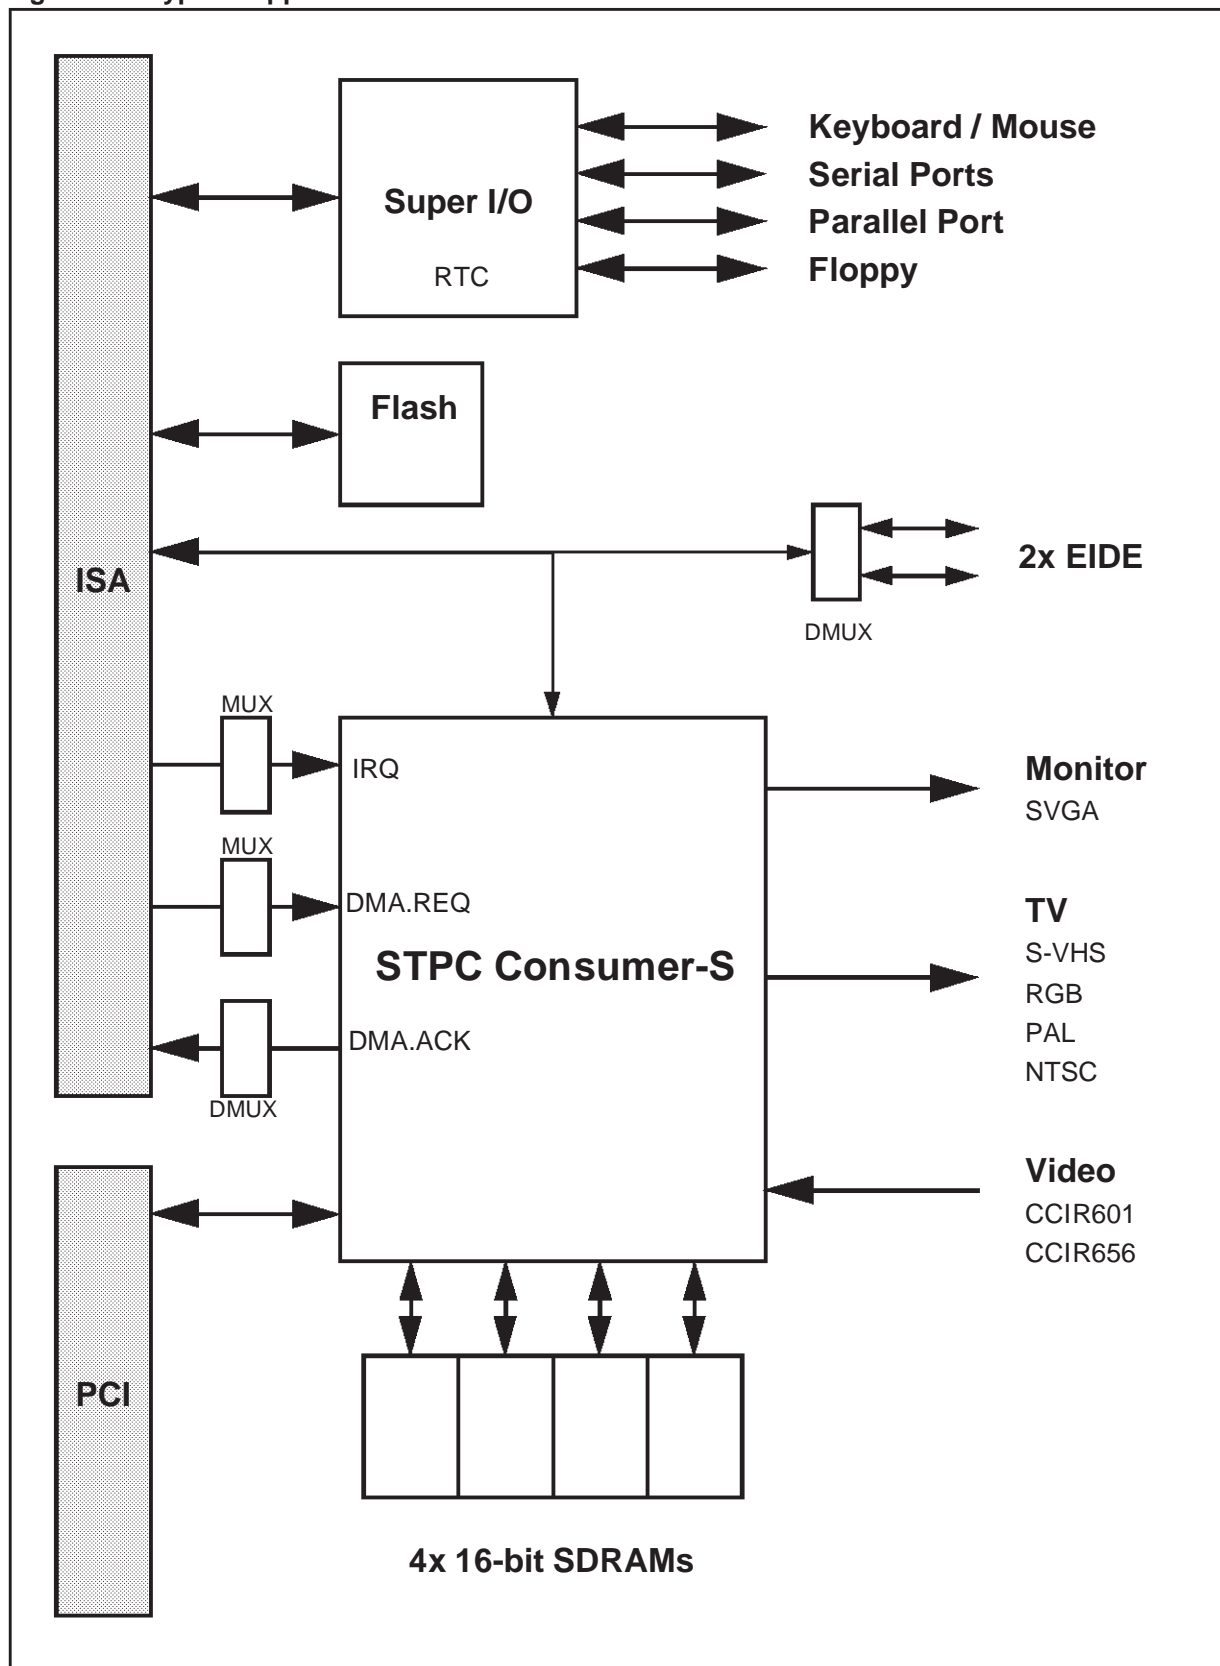 Keyboard / Mouse
Serial Ports
Super I/O
Parallel Port
RTC
Floppy
Flash
ISA
2x EIDE
DMUX
MUX
IRQ
Monitor
SVGA
MUX
DMA.REQ
TV
STPC Consumer-S
S-VHS
RGB
DMA.ACK
PAL
NTSC
DMUX
Video
CCIR601
CCIR656
PCI
4x 16-bit SDRAMs